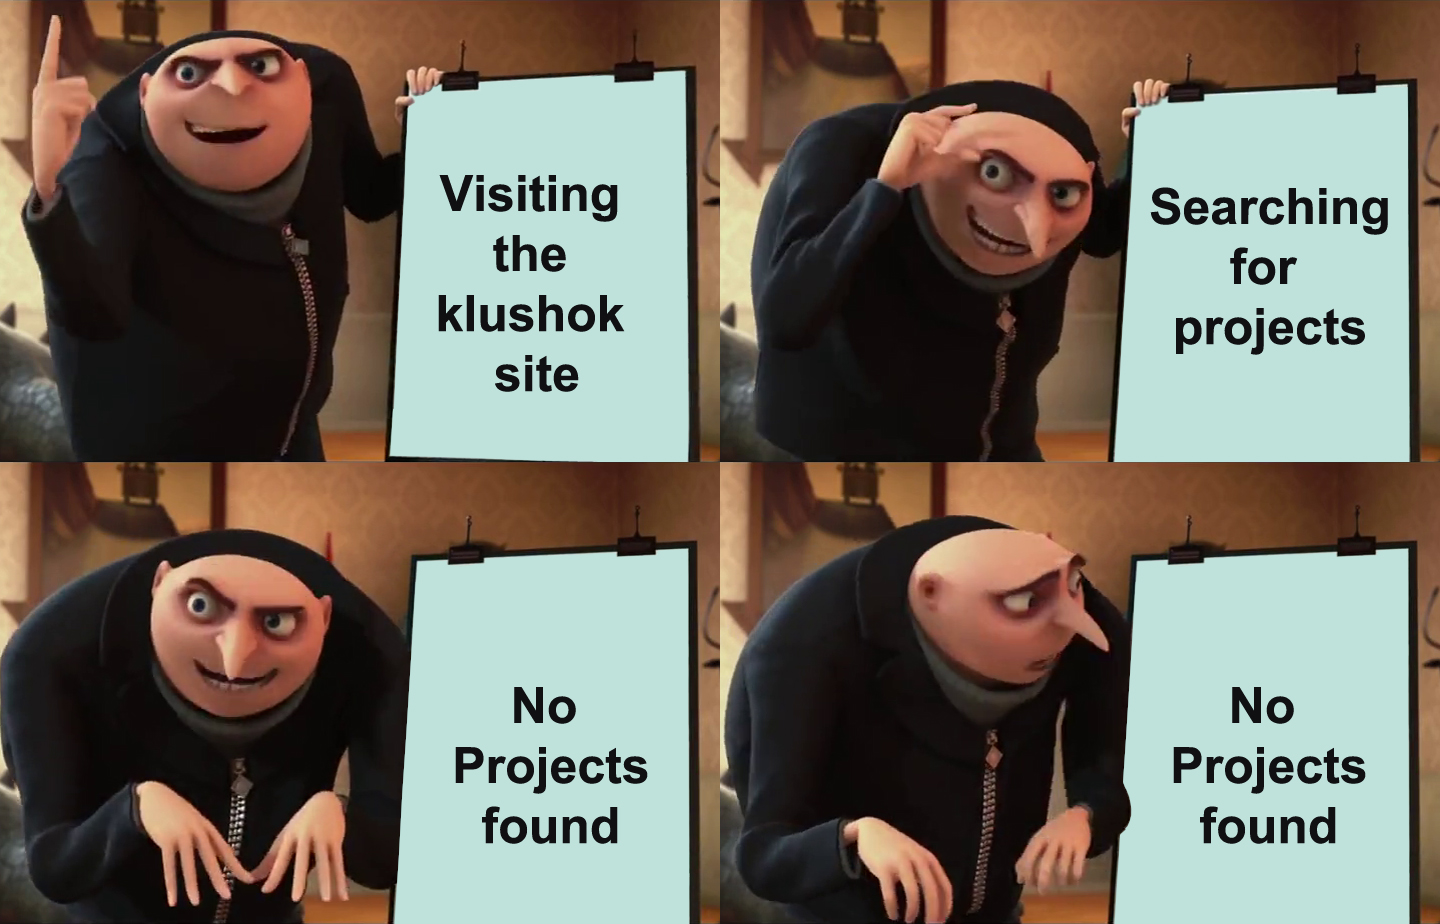 Visiting
the
klushok
site
Searching
for
projects
No
Projects
found
No
Projects
found